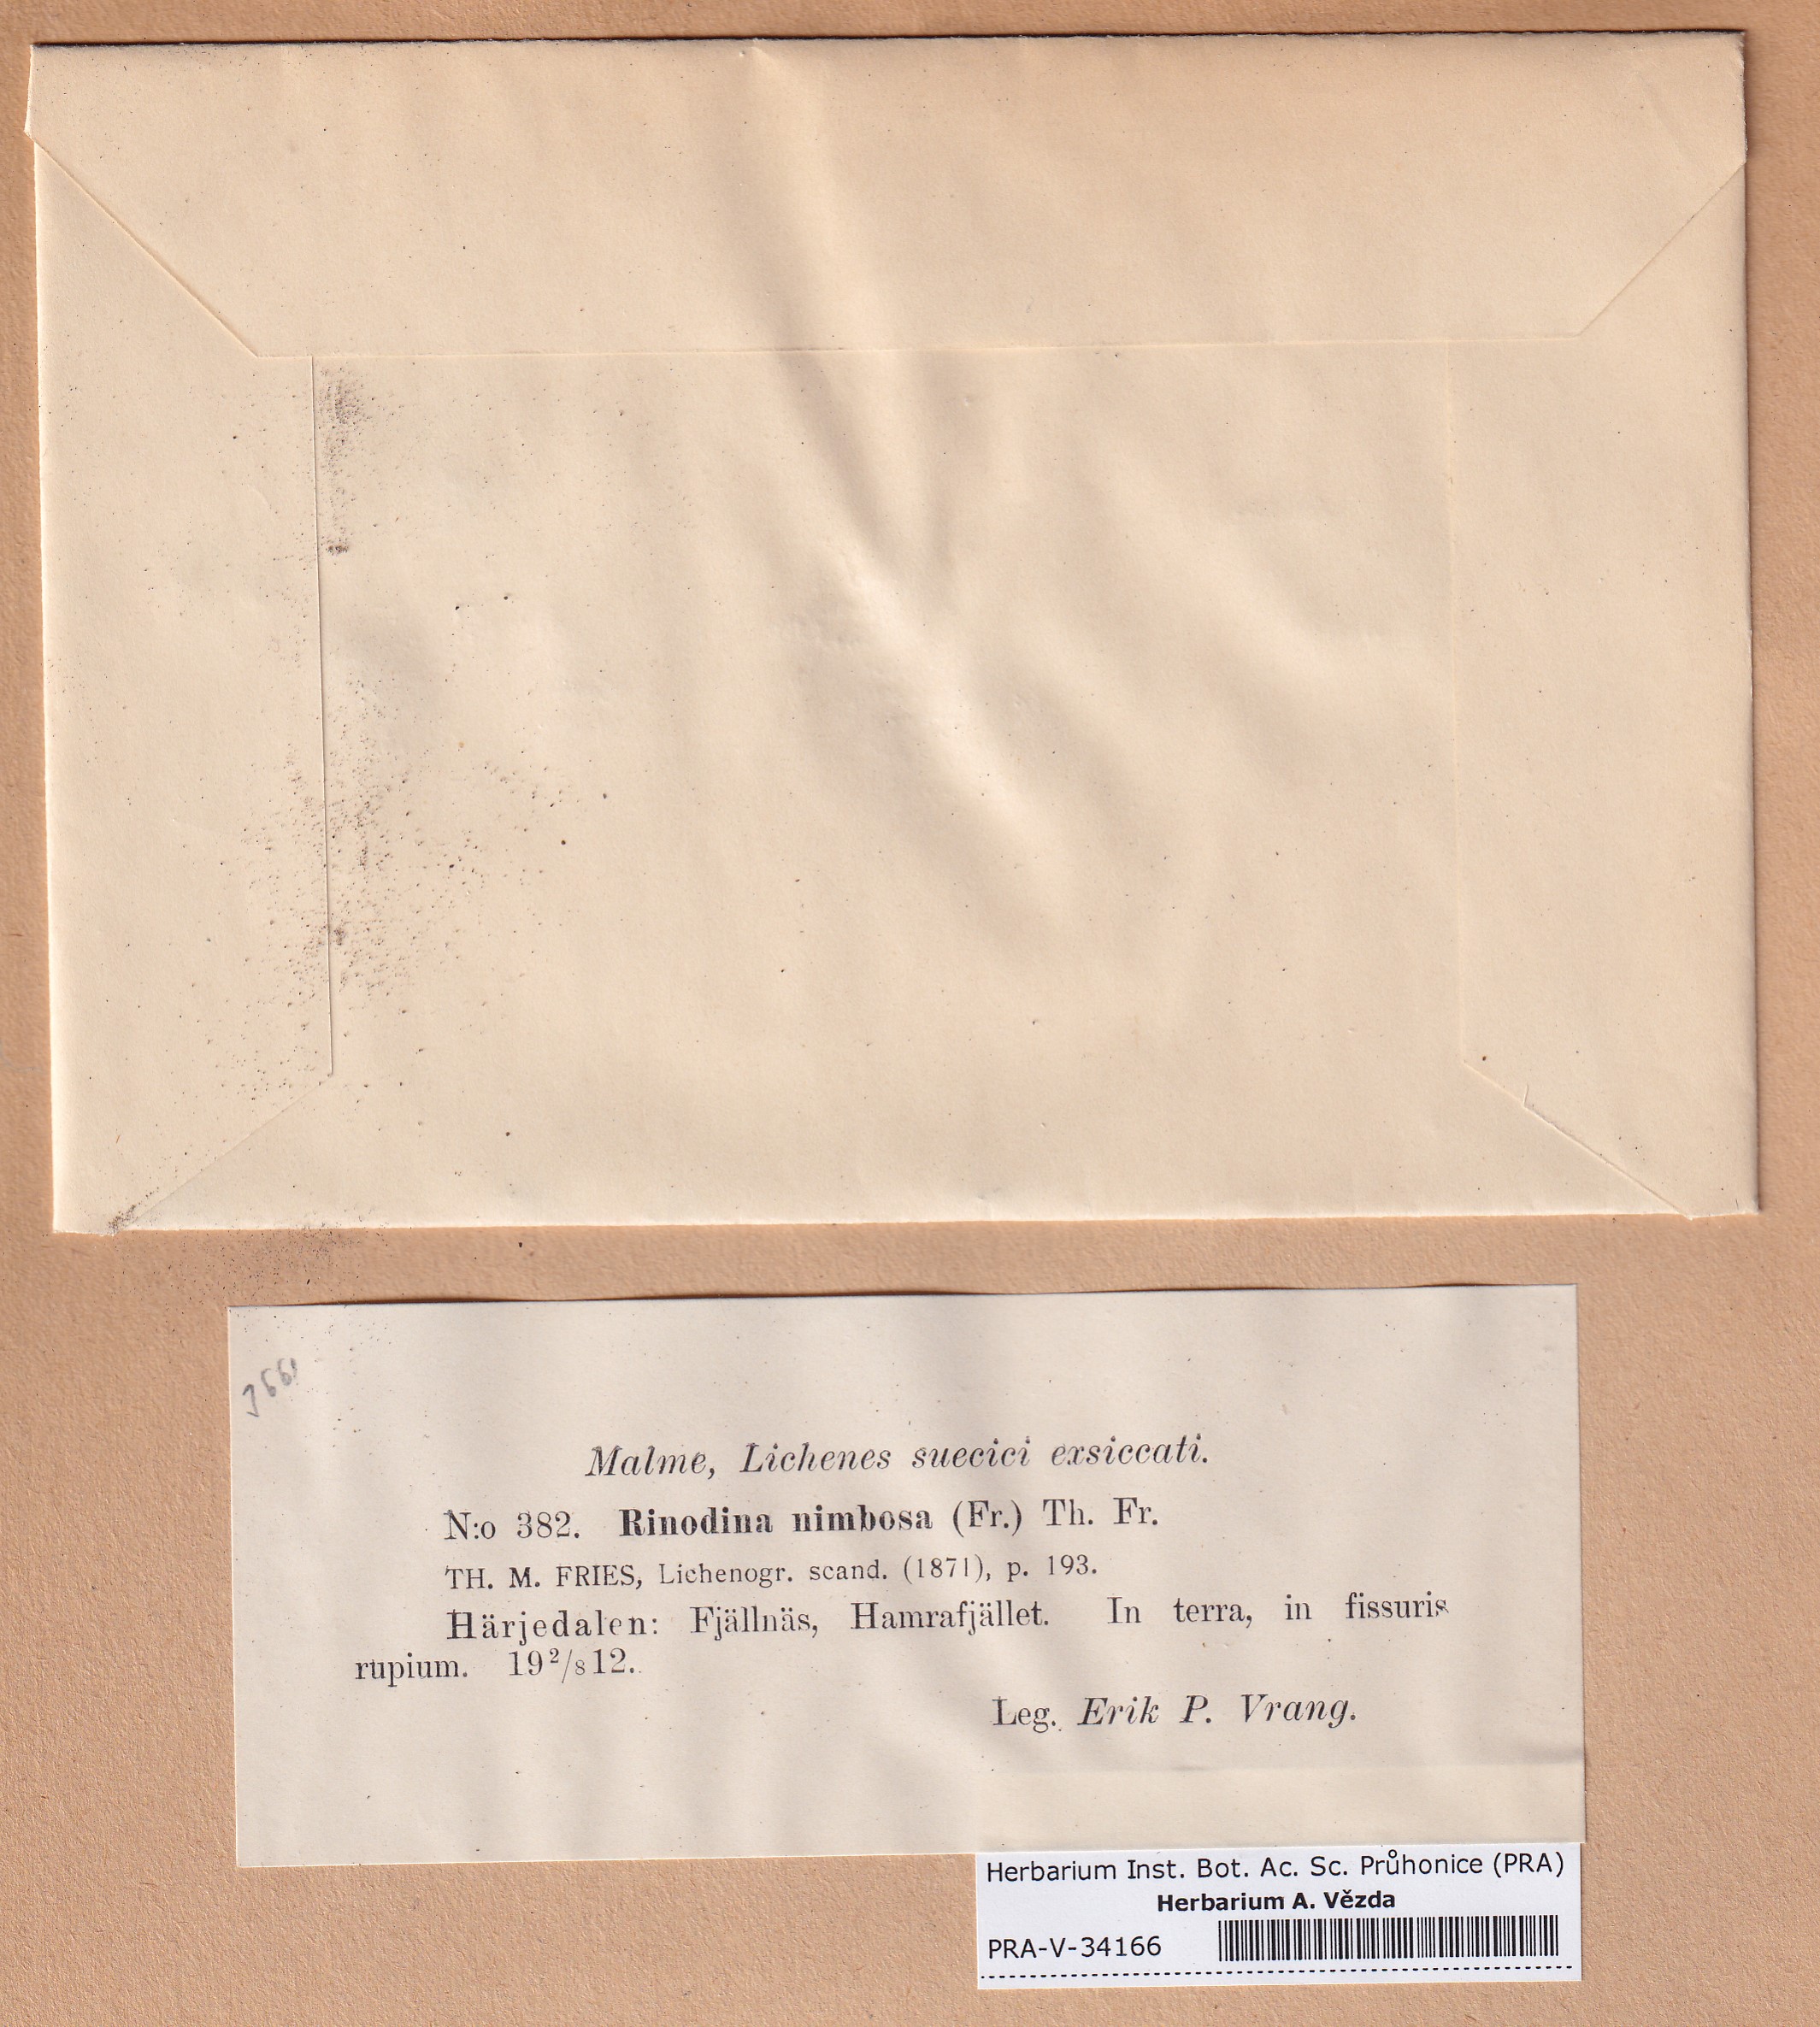 Malme, Lichenes suecici exsiccati.
N:o 382. Rinodina nimbosa (Fr.) Th. Fr.
TH. M. FRIES, Lichenogr. scand. (1871), p. 193.
Härjedalen: Fjällnäs, Hamrafjället. In terra, in fissuris
rupium. 19²/812.
Leg. Erik P. Vrang.
Herbarium Inst. Bot. Ac. Sc. Průhonice (PRA)
Herbarium A. Vězda
PRA-V-34166